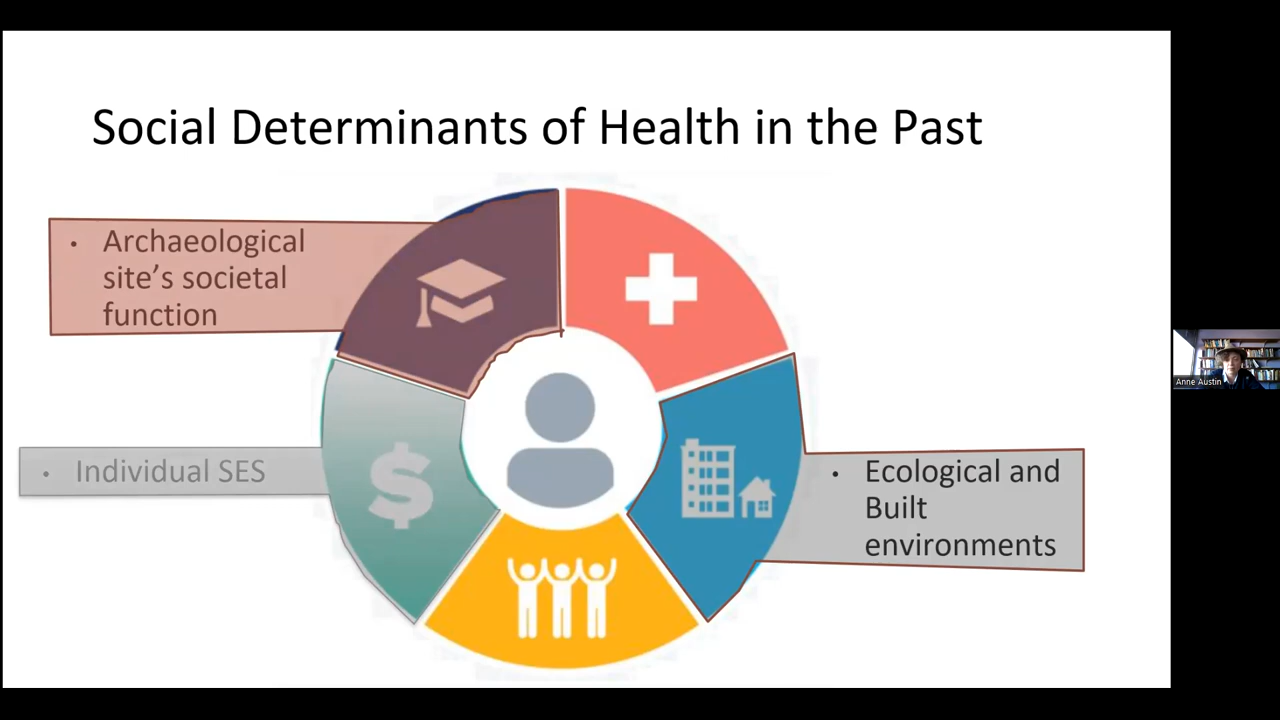 Social Determinants of Health in the Past
• Archaeological
site’s societal
function
• Individual SES
• Ecological and
Built
environments
Anne Austin